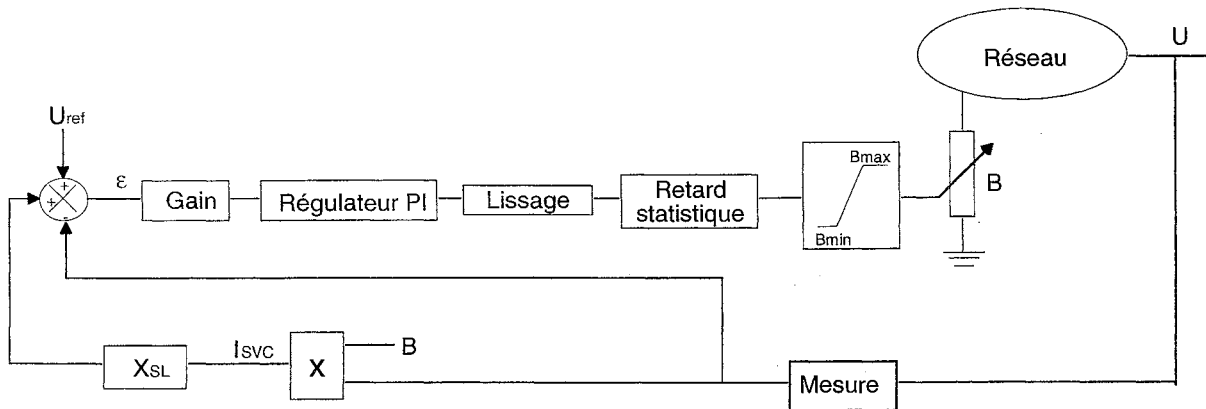 Réseau
U
Uref
+
+
-
ε
Gain
Régulateur PI
Lissage
Retard
statistique
Bmax
Bmin
B
XSL
ISVC
X
B
Mesure